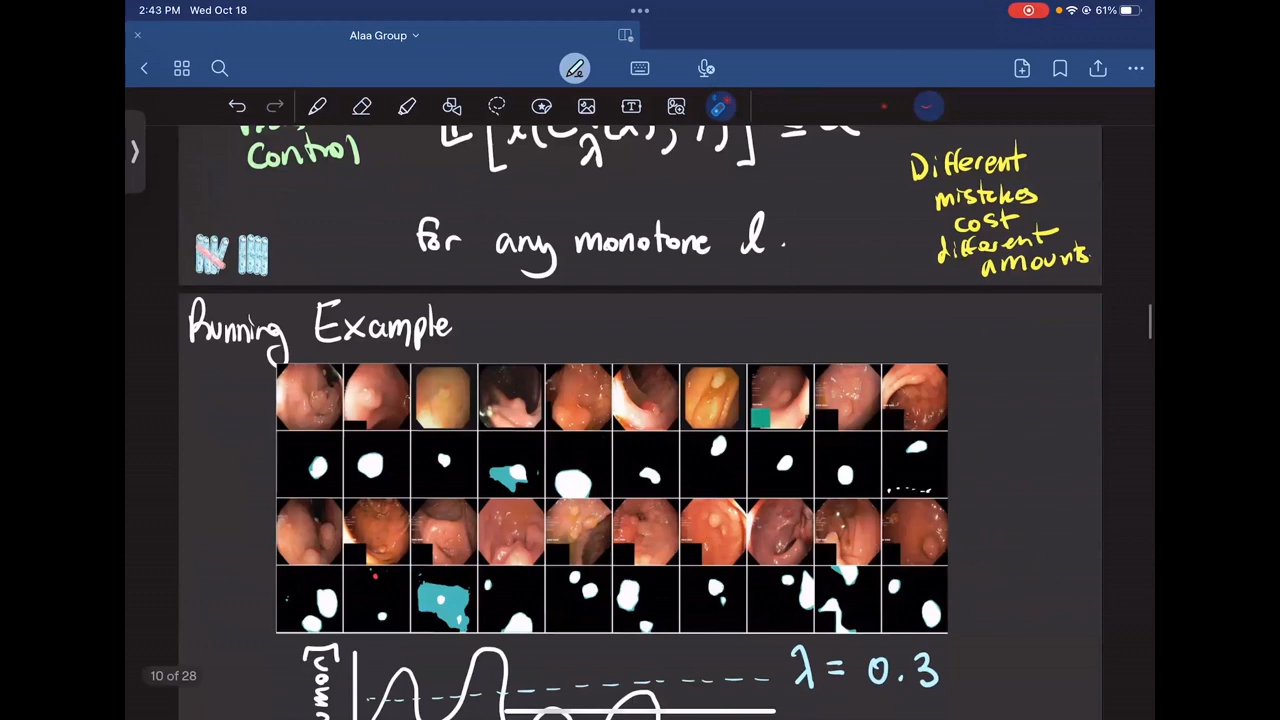 2:43 PM Wed Oct 18
61%
Alaa Group
Control
λ
for any monotone l.
Different
mistakes
cost
different
amounts.
Running Example
10 of 28
λ = 0.3